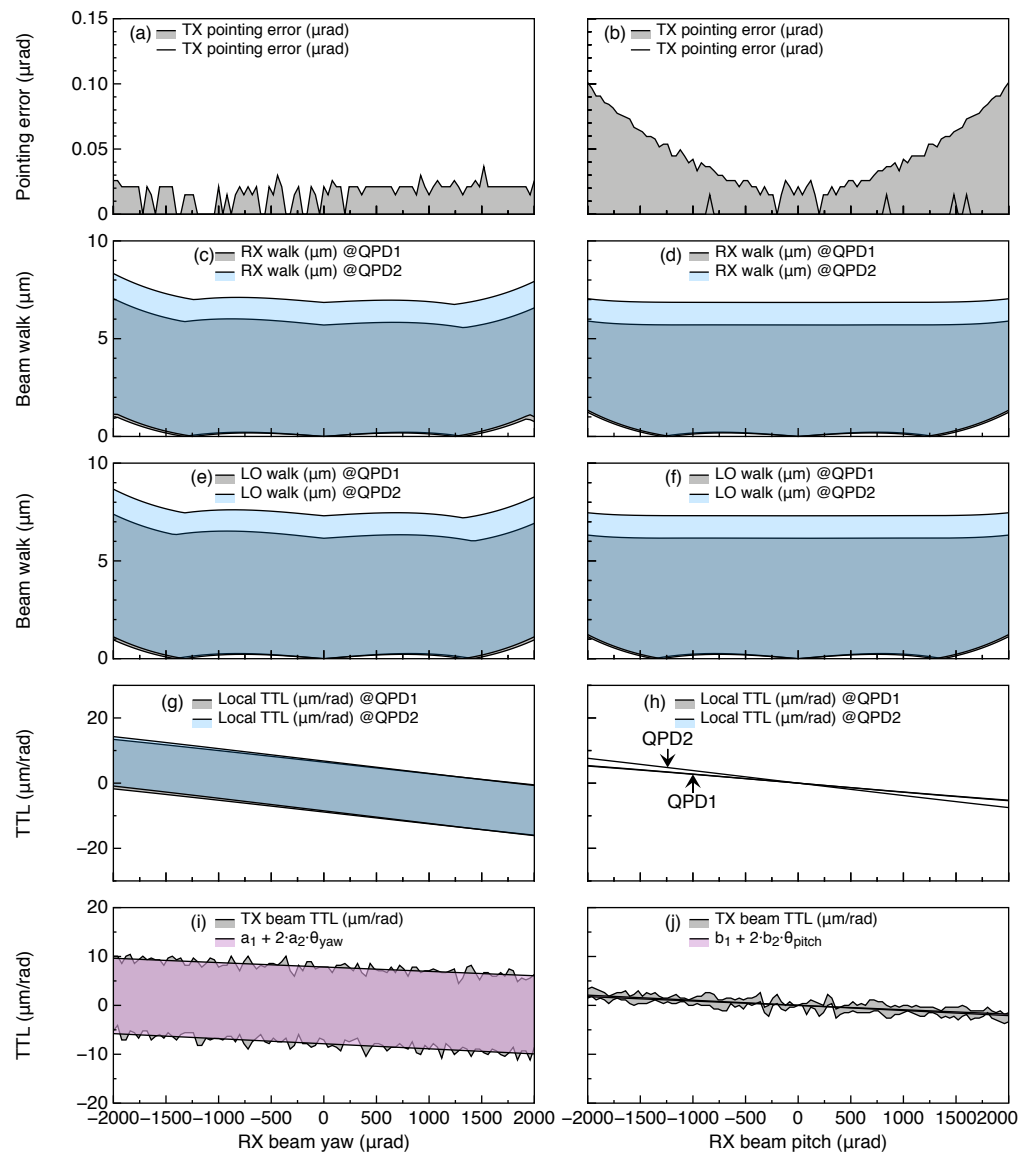 0.15
(a) TX pointing error (μrad)
TX pointing error (μrad)
(b) TX pointing error (μrad)
TX pointing error (μrad)
0.10
0.05
0
Pointing error (μrad)
10
(c) RX walk (μm) @QPD1
RX walk (μm) @QPD2
(d) RX walk (μm) @QPD1
RX walk (μm) @QPD2
5
0
Beam walk (μm)
10
(e) LO walk (μm) @QPD1
LO walk (μm) @QPD2
(f) LO walk (μm) @QPD1
LO walk (μm) @QPD2
5
0
Beam walk (μm)
(g) Local TTL (μm/rad) @QPD1
Local TTL (μm/rad) @QPD2
(h) Local TTL (μm/rad) @QPD1
Local TTL (μm/rad) @QPD2
QPD2
QPD1
20
0
−20
TTL (μm/rad)
20
(i) TX beam TTL (μm/rad)
a₁ + 2·a₂·θyaw
(j) TX beam TTL (μm/rad)
b₁ + 2·b₂·θpitch
10
0
−10
−20
TTL (μm/rad)
−2000 −1500 −1000 −500 0 500 1000 1500 2000
RX beam yaw (μrad)
−2000 −1500 −1000 −500 0 500 1000 1500 2000
RX beam pitch (μrad)